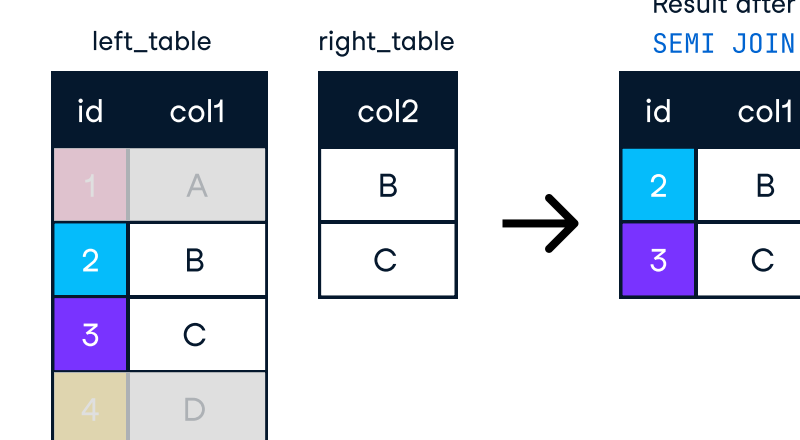 Result after
left_table
right_table
SEMI JOIN
id col1
col2
id col1
1 A
B
2 B
2 B
C
3 C
3 C
4 D